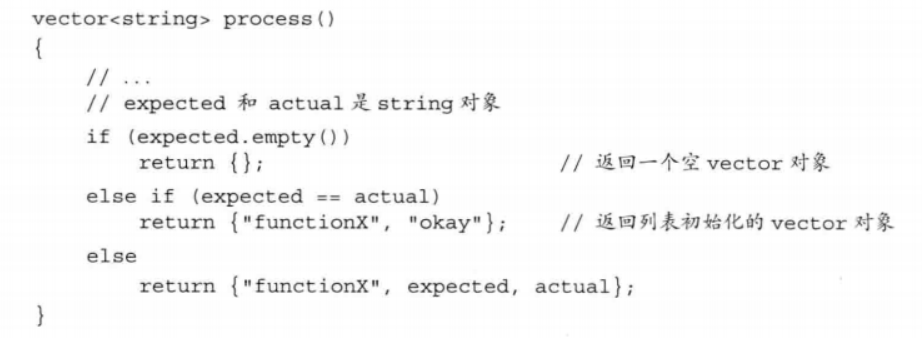 vector<string> process()
{
    // ...
    // expected 和 actual 是 string 对象
    if (expected.empty())
        return {};                      // 返回一个空 vector 对象
    else if (expected == actual)
        return {"functionX", "okay"};   // 返回列表初始化的 vector 对象
    else
        return {"functionX", expected, actual};
}